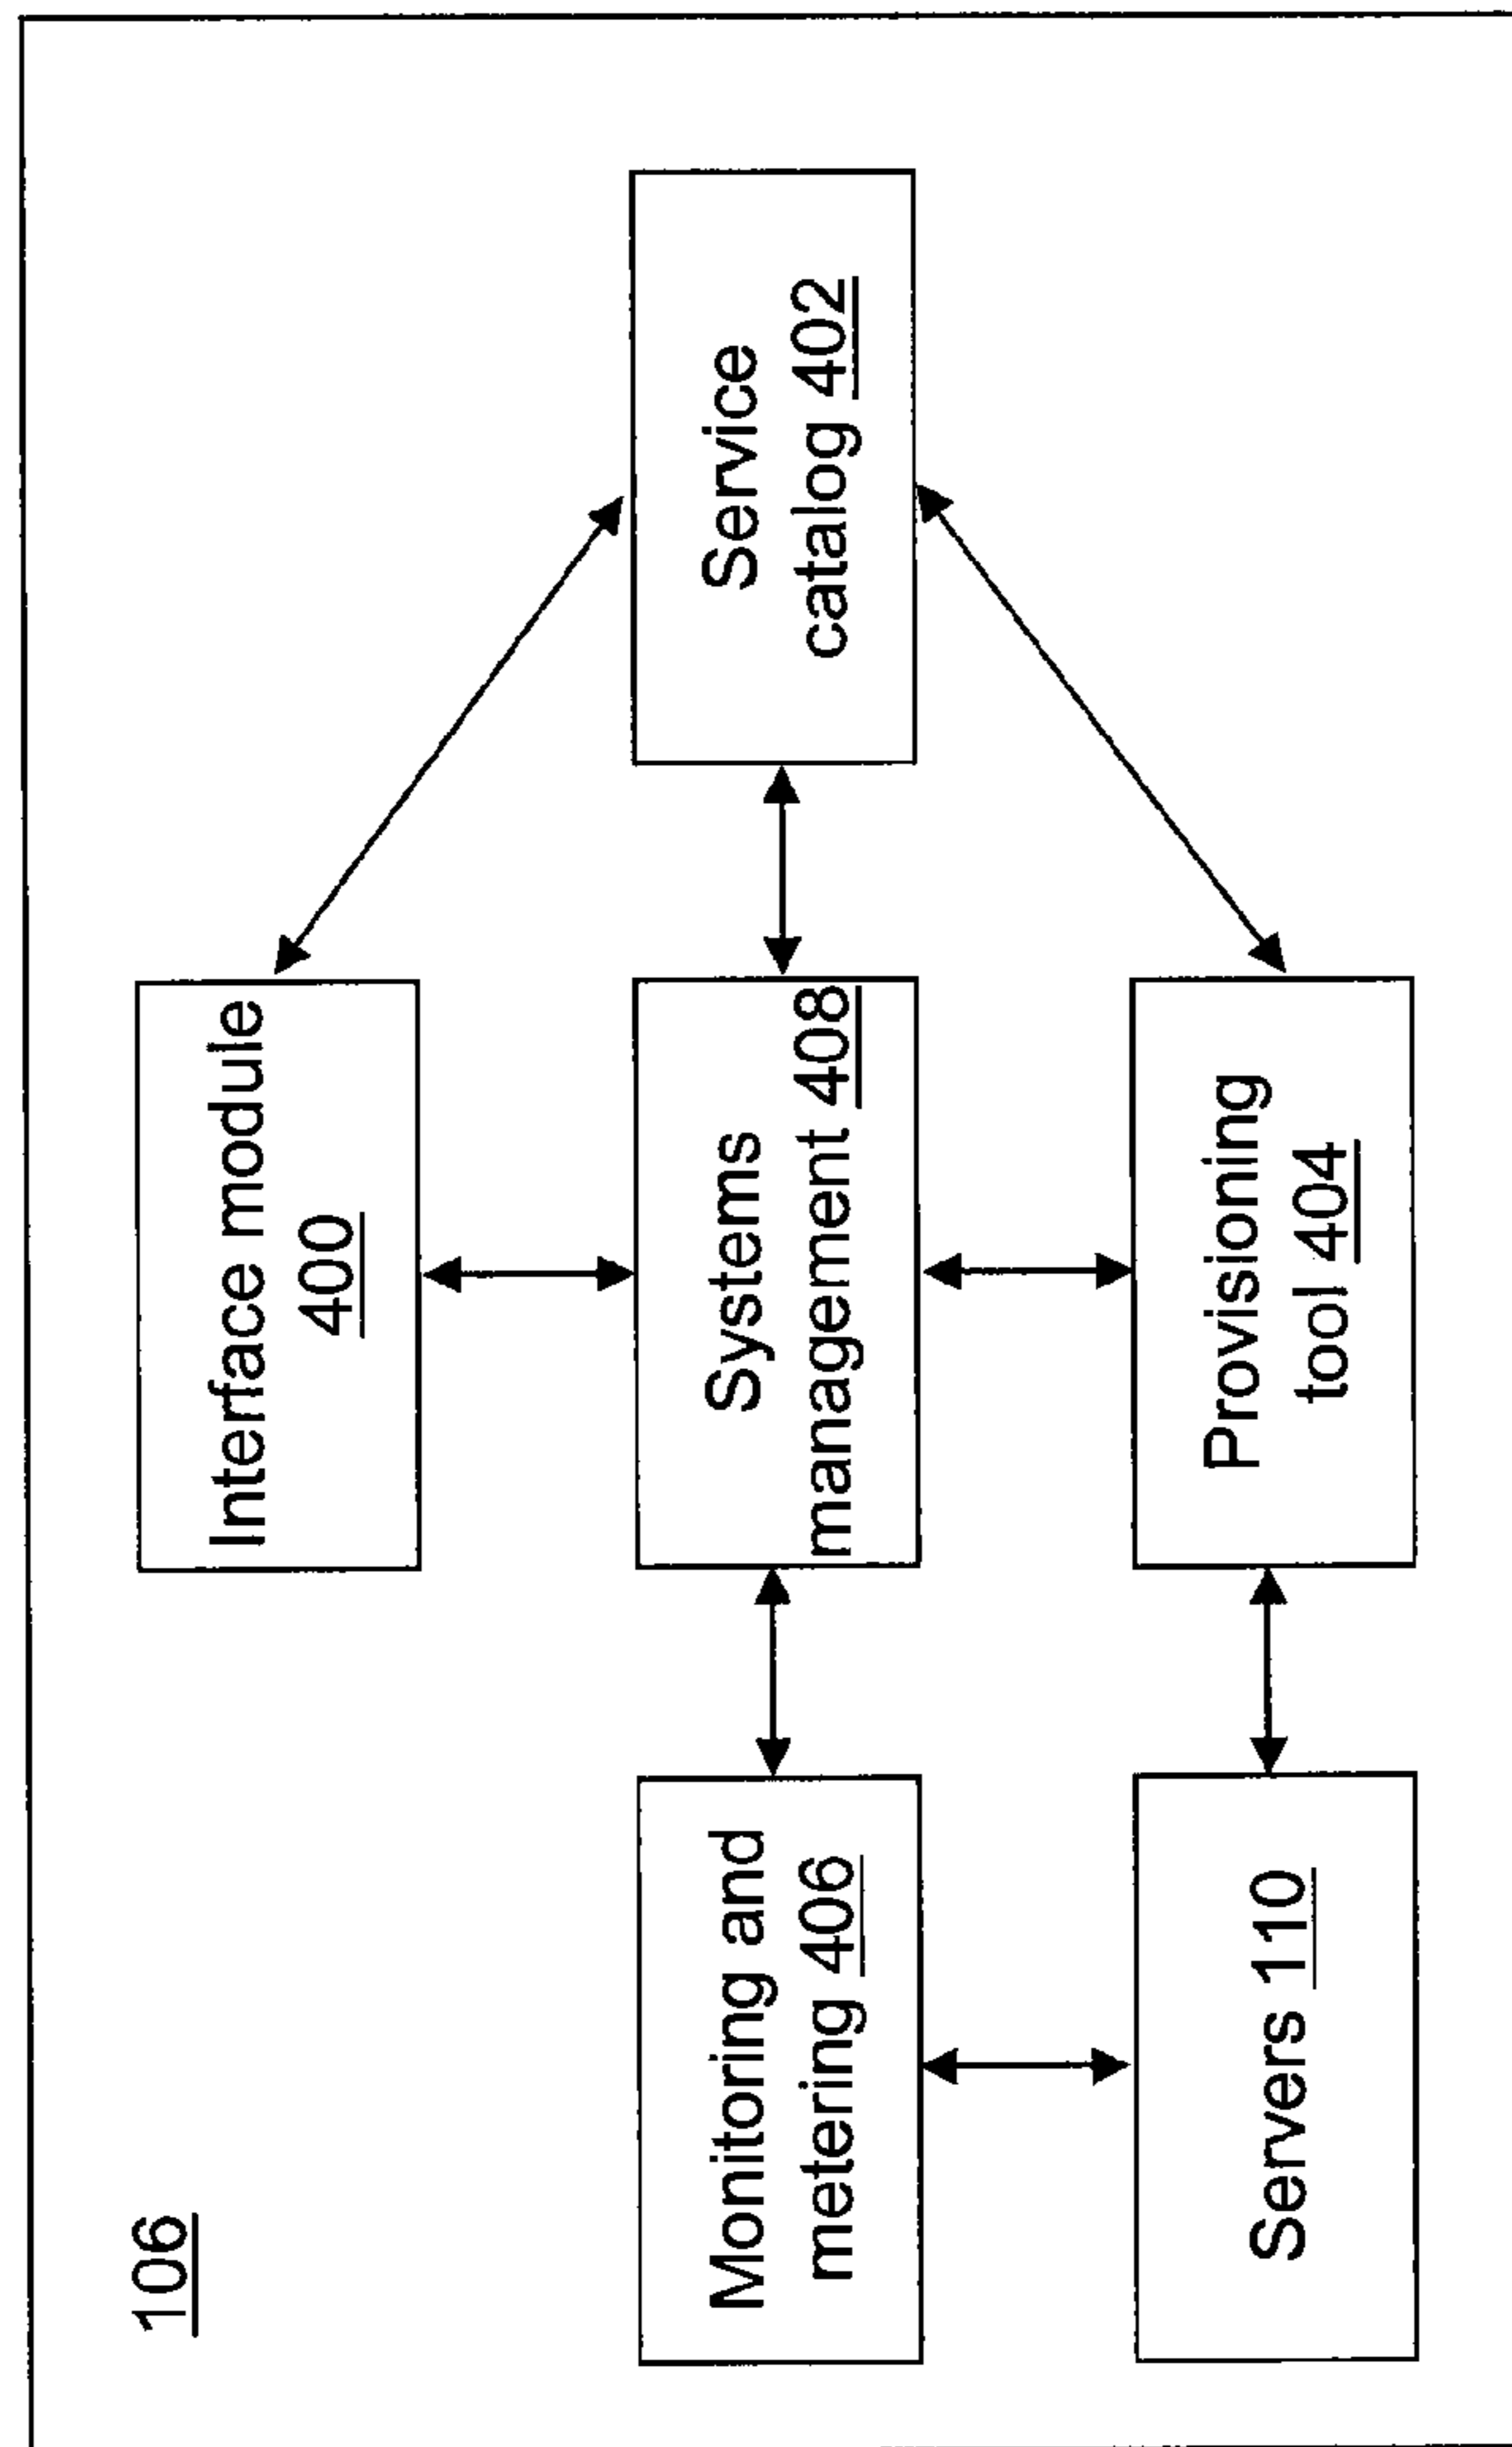 106
Interface module
400
Monitoring and
metering 406
Systems
management 408
Service
catalog 402
Servers 110
Provisioning
tool 404